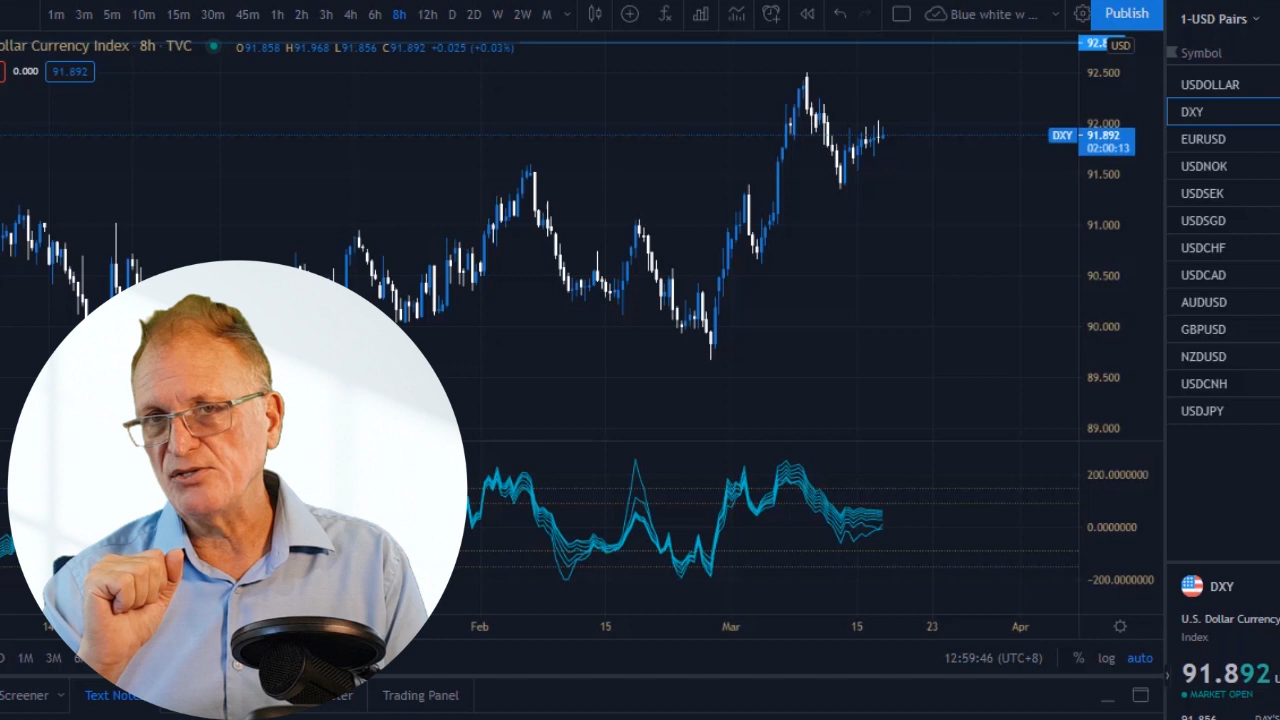 1m 3m 5m 10m 15m 30m 45m 1h 2h 3h 4h 6h 8h 12h D 2D W 2W M Blue white w ... Publish
ollar Currency Index · 8h · TVC O91.858 H91.968 L91.856 C91.892 +0.025 (+0.03%)
0.000 91.892
USD
92.500
92.000
DXY 91.892
02:00:13
91.500
91.000
90.500
90.000
89.500
89.000
200.0000000
0.0000000
-200.0000000
Feb 15 Mar 15 23 Apr
1M 3M 12:59:46 (UTC+8) % log auto
Screener Text Note Trading Panel
1-USD Pairs
Symbol
USDOLLAR
DXY
EURUSD
USDNOK
USDSEK
USDSGD
USDCHF
USDCAD
AUDUSD
GBPUSD
NZDUSD
USDCNH
USDJPY
DXY
U.S. Dollar Currency
Index
91.892
MARKET OPEN
91.856 DAY'S